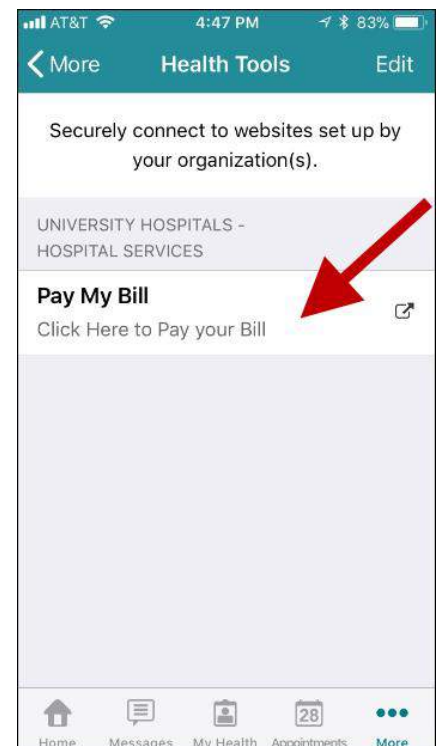 AT&T 4:47 PM 83%
More Health Tools Edit
Securely connect to websites set up by
your organization(s).
UNIVERSITY HOSPITALS -
HOSPITAL SERVICES
Pay My Bill
Click Here to Pay your Bill
28
Home Messages My Health Appointments More